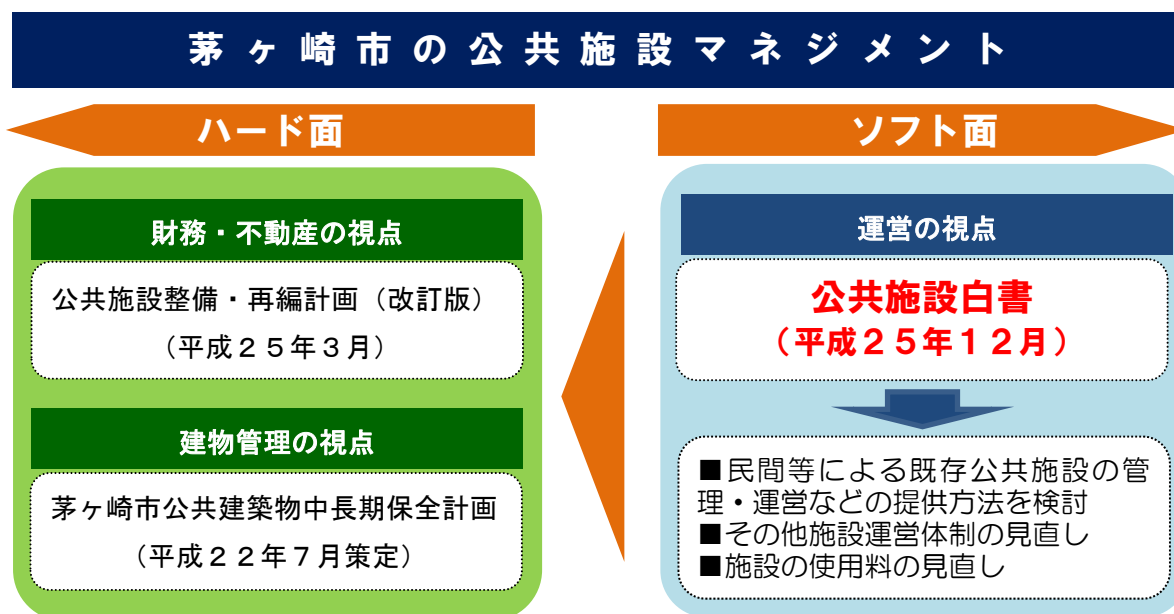 茅ヶ崎市の公共施設マネジメント
ハード面
財務・不動産の視点
公共施設整備・再編計画（改訂版）
（平成２５年３月）
建物管理の視点
茅ヶ崎市公共建築物中長期保全計画
（平成２２年７月策定）
ソフト面
運営の視点
公共施設白書
（平成２５年１２月）
■民間等による既存公共施設の管
理・運営などの提供方法を検討
■その他施設運営体制の見直し
■施設の使用料の見直し